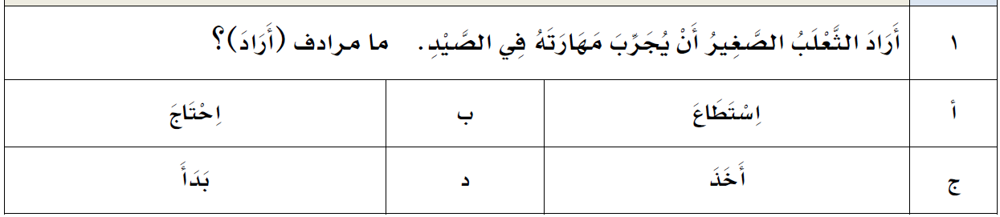 ١ أَرَادَ الثَّعْلَبُ الصَّغِيرُ أَنْ يُجَرِّبَ مَهَارَتَهُ فِي الصَّيْدِ. ما مرادف (أَرَادَ)؟
أ اِسْتَطَاعَ ب اِحْتَاجَ
ج أَخَذَ د بَدَأَ